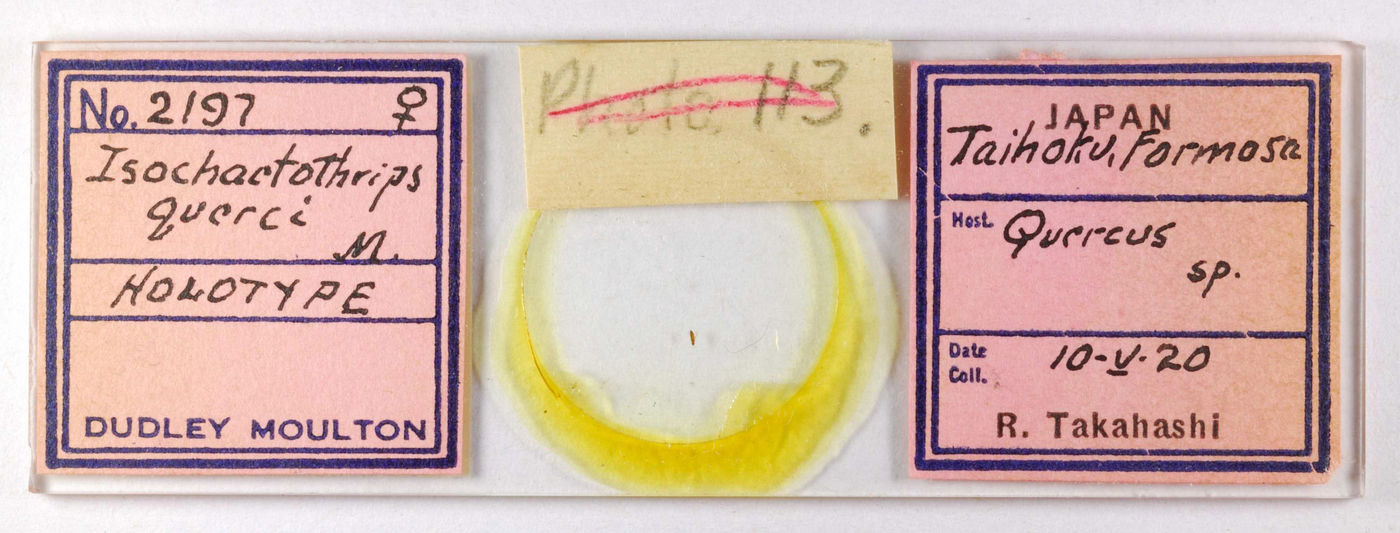 No. 2197 ♀
Isochaetothrips
querci
M.
HOLOTYPE
DUDLEY MOULTON
Photo 113.
JAPAN
Taihoku, Formosa
Host. Quercus
sp.
Date
Coll. 10-V-20
R. Takahashi